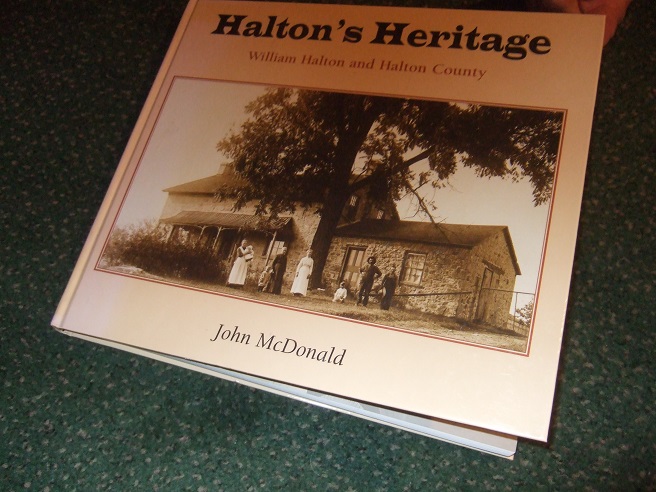 Halton's Heritage
William Halton and Halton County
John McDonald